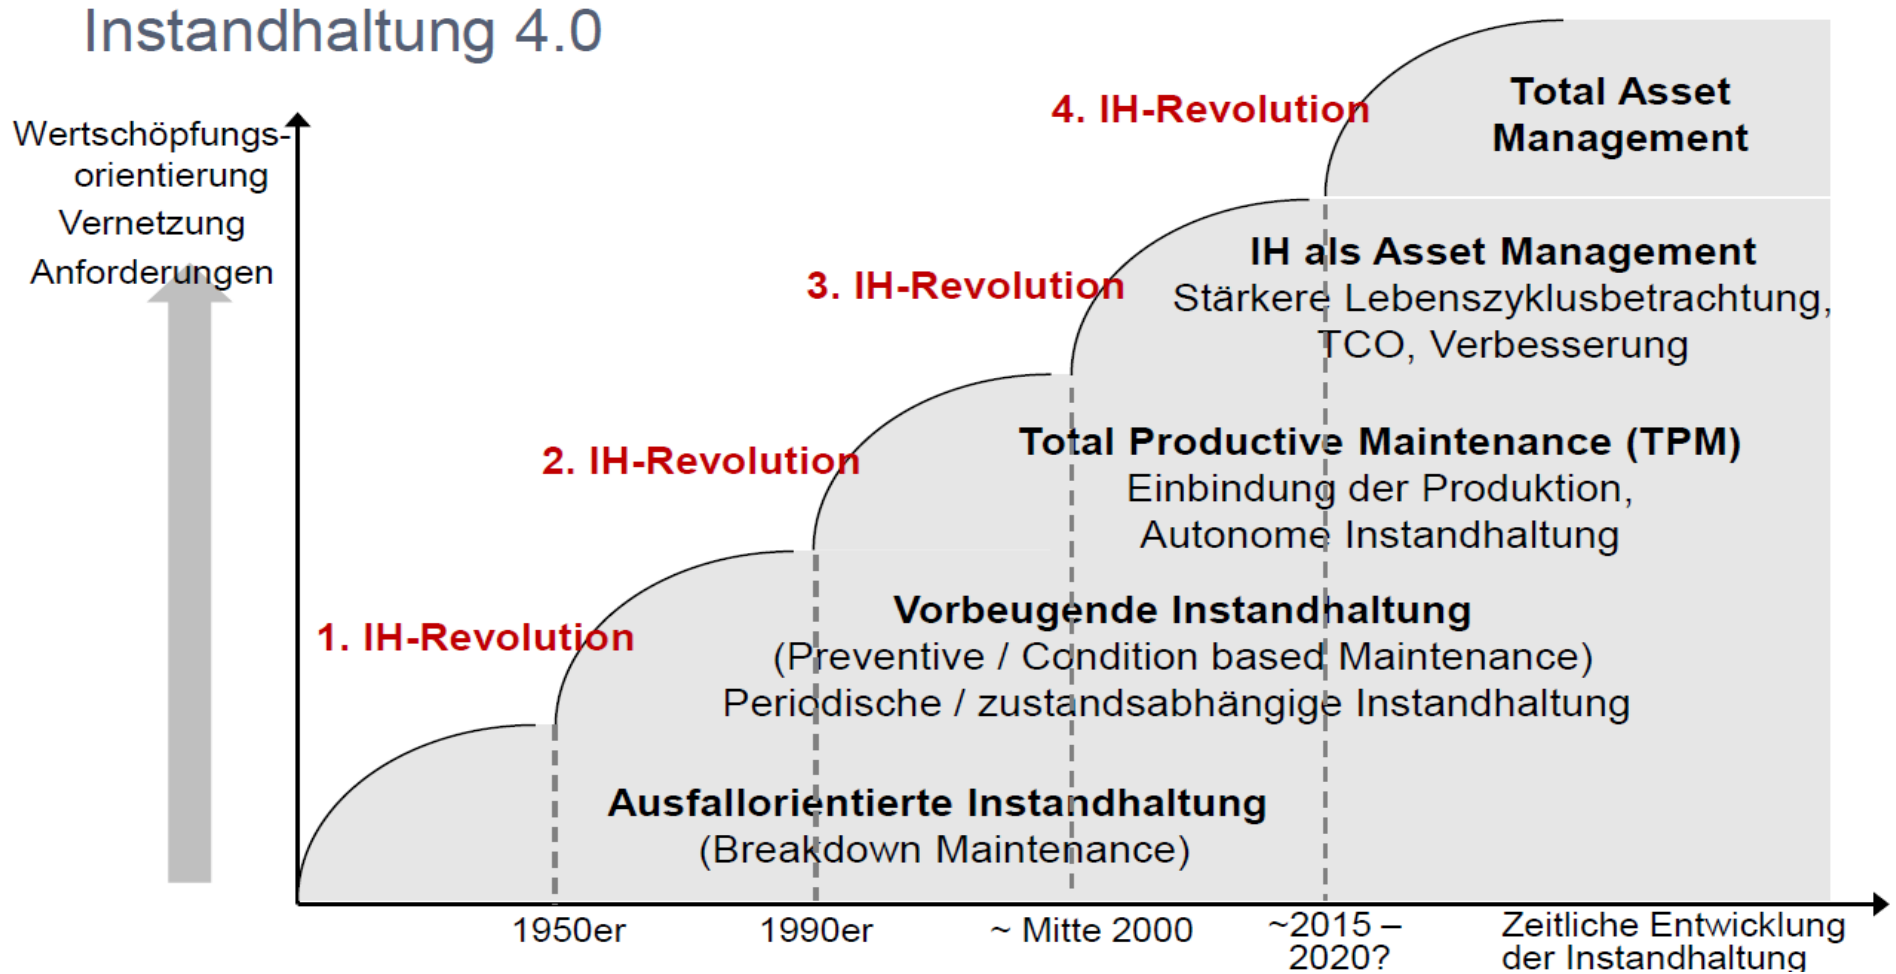 Instandhaltung 4.0
Wertschöpfungs-
orientierung
Vernetzung
Anforderungen
4. IH-Revolution
Total Asset
Management
3. IH-Revolution
IH als Asset Management
Stärkere Lebenszyklusbetrachtung,
TCO, Verbesserung
2. IH-Revolution
Total Productive Maintenance (TPM)
Einbindung der Produktion,
Autonome Instandhaltung
1. IH-Revolution
Vorbeugende Instandhaltung
(Preventive / Condition based Maintenance)
Periodische / zustandsabhängige Instandhaltung
Ausfallorientierte Instandhaltung
(Breakdown Maintenance)
1950er
1990er
~ Mitte 2000
~2015 –
2020?
Zeitliche Entwicklung
der Instandhaltung